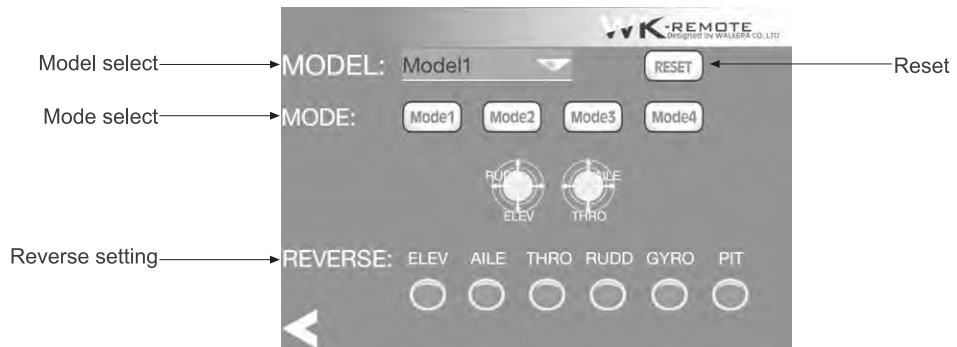 WK-REMOTE
Designed by WALKERA CO.,LTD
Model select MODEL: Model1 RESET Reset
Mode select MODE: Mode1 Mode2 Mode3 Mode4
RUDD AILE
ELEV THRO
Reverse setting REVERSE: ELEV AILE THRO RUDD GYRO PIT